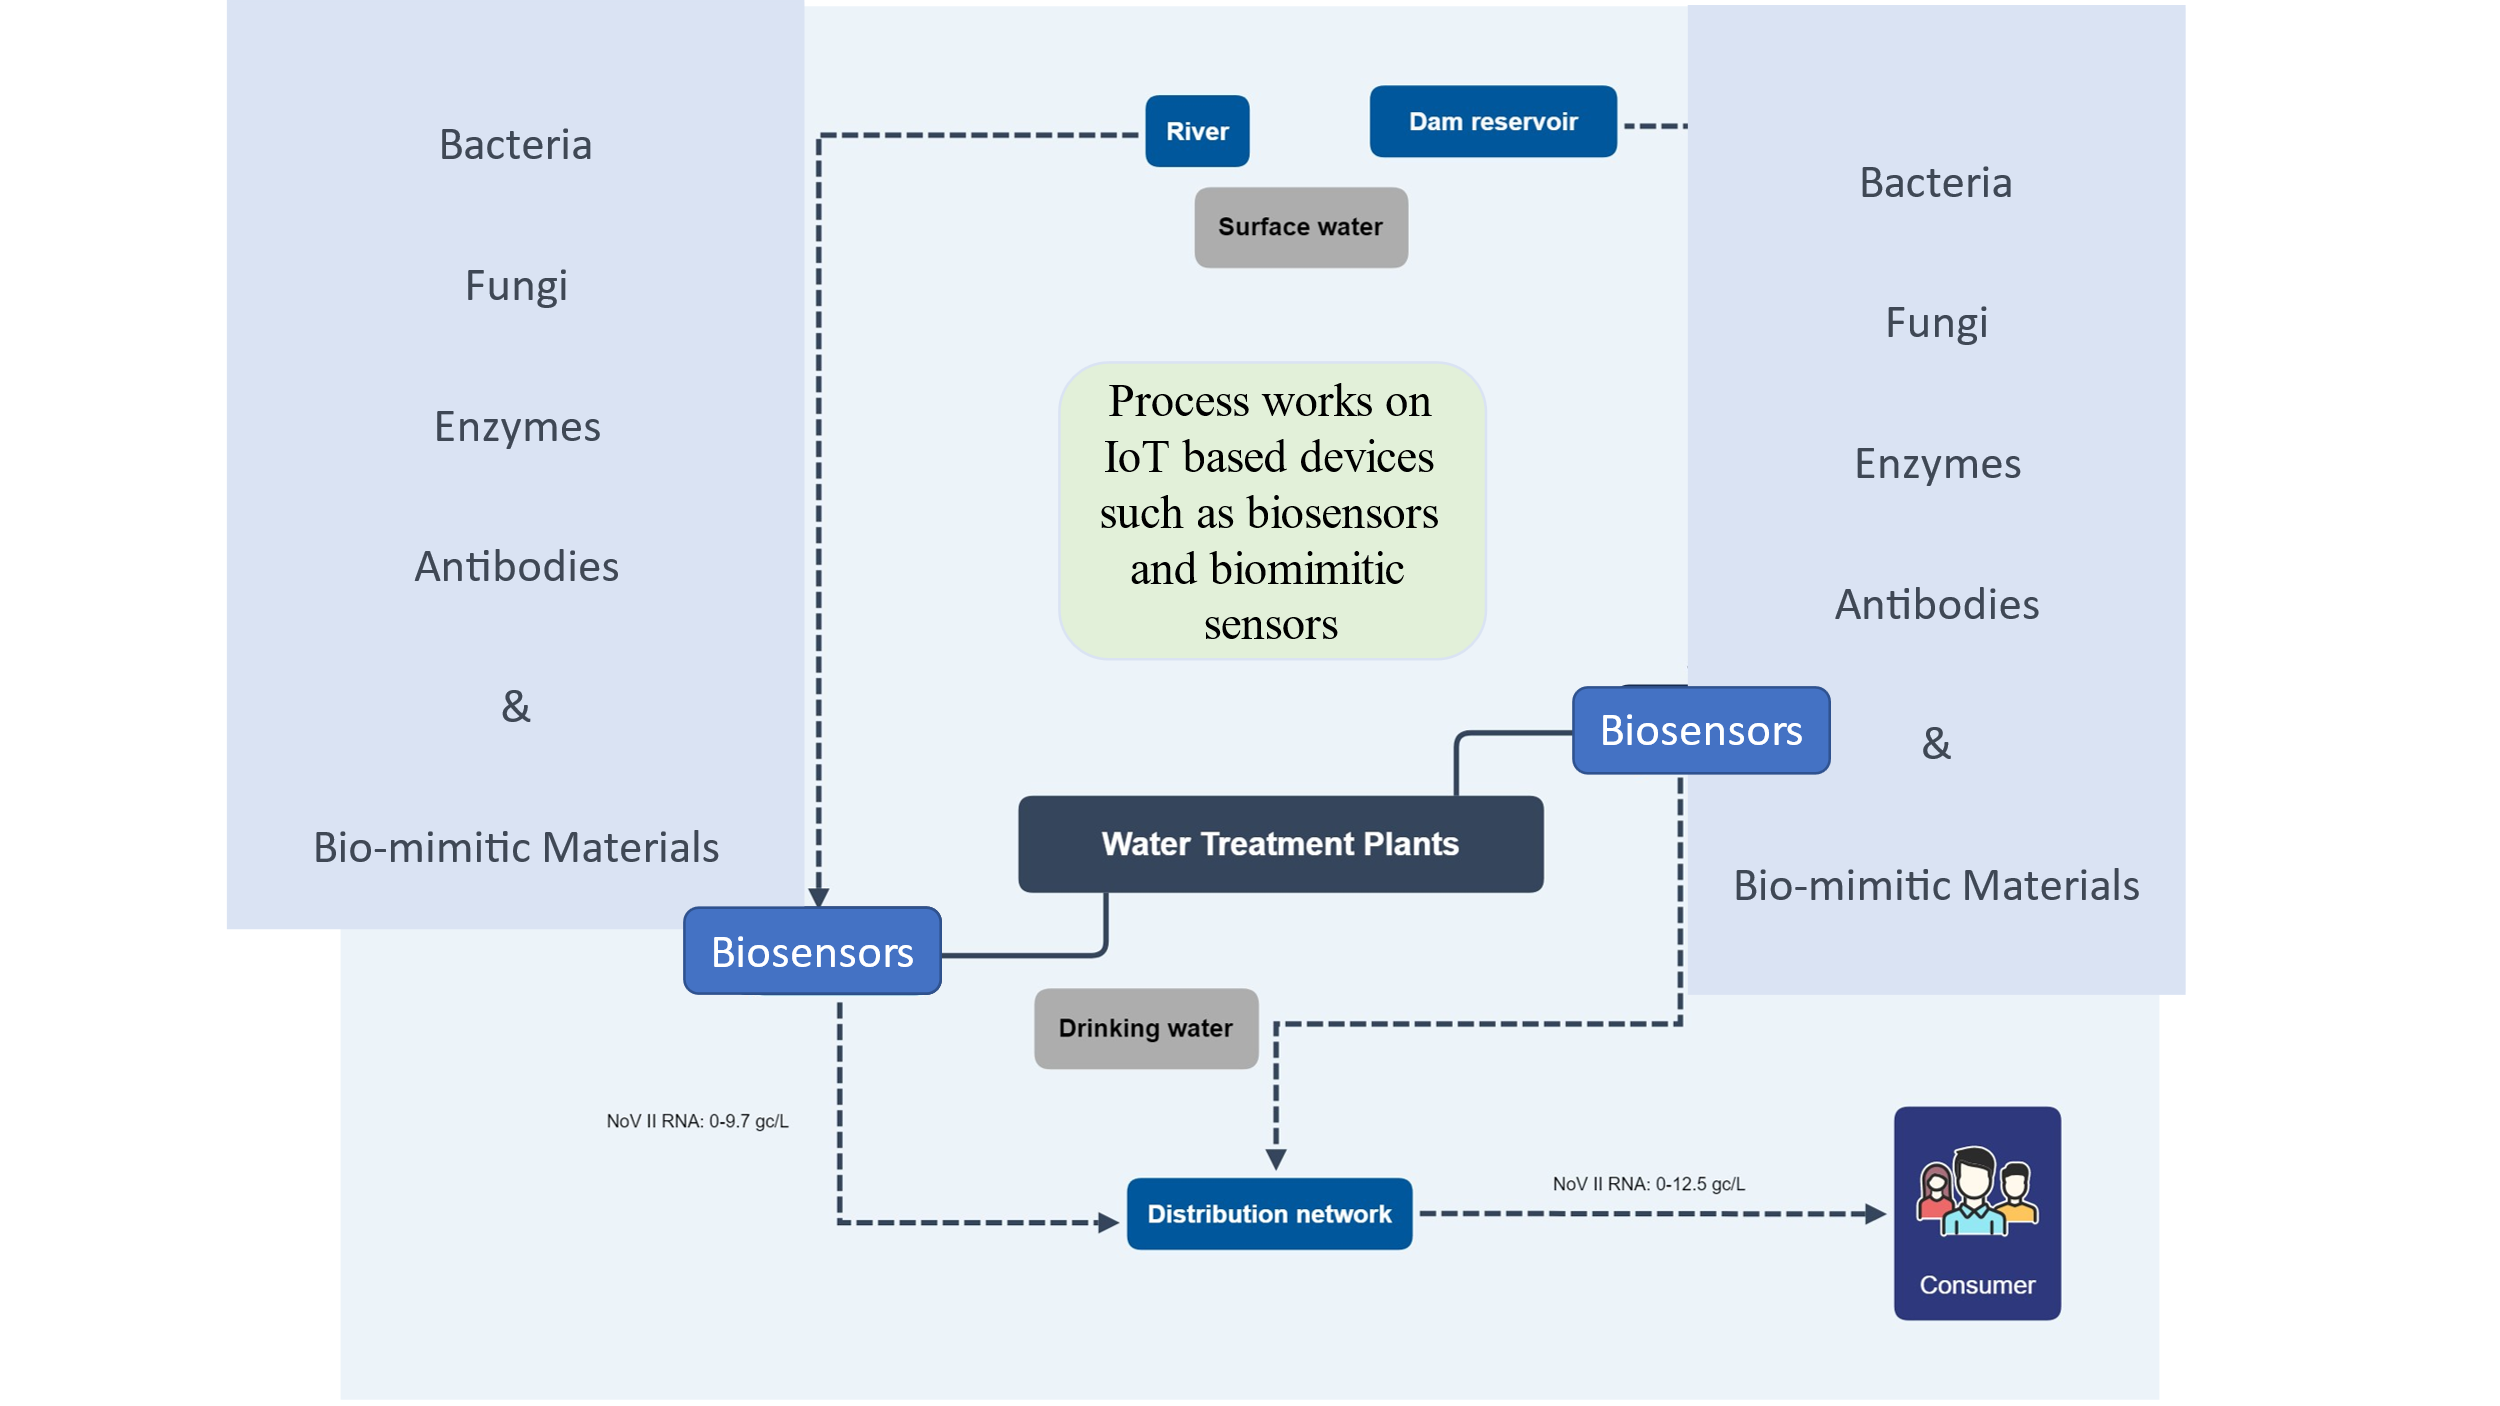 Bacteria
Fungi
Enzymes
Antibodies
&
Bio-mimitic Materials
River
Dam reservoir
Surface water
Process works on
IoT based devices
such as biosensors
and biomimitic
sensors
Bacteria
Fungi
Enzymes
Antibodies
&
Bio-mimitic Materials
Biosensors
Water Treatment Plants
Biosensors
Drinking water
NoV II RNA: 0-9.7 gc/L
Distribution network
NoV II RNA: 0-12.5 gc/L
Consumer